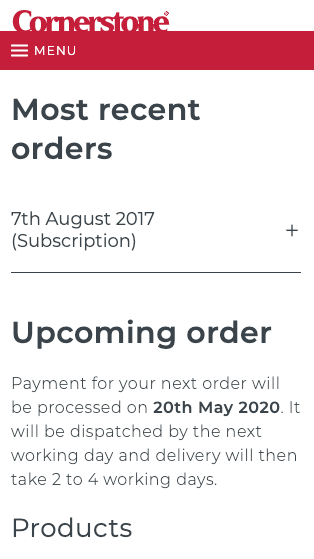 Cornerstone
MENU
Most recent
orders
7th August 2017
(Subscription)
Upcoming order
Payment for your next order will
be processed on 20th May 2020. It
will be dispatched by the next
working day and delivery will then
take 2 to 4 working days.
Products